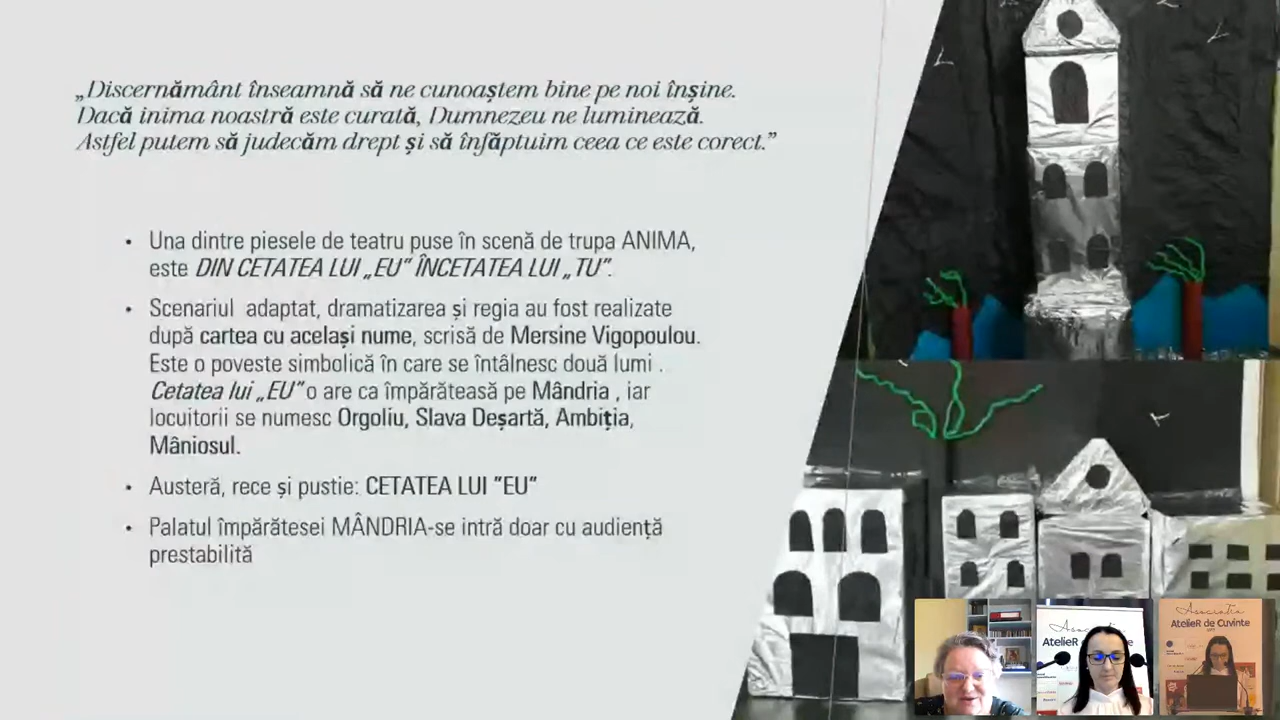 „Discernământ înseamnă să ne cunoaștem bine pe noi înșine.
Dacă inima noastră este curată, Dumnezeu ne luminează.
Astfel putem să judecăm drept și să înfăptuim ceea ce este corect.”
• Una dintre piesele de teatru puse în scenă de trupa ANIMA,
este DIN CETATEA LUI „EU” ÎNCETATEA LUI „TU”.
• Scenariul adaptat, dramatizarea și regia au fost realizate
după cartea cu același nume, scrisă de Mersine Vigopoulou.
Este o poveste simbolică în care se întâlnesc două lumi .
Cetatea lui „EU” o are ca împărăteasă pe Mândria , iar
locuitorii se numesc Orgoliu, Slava Deșartă, Ambiția,
Mâniosul.
• Austeră, rece și pustie: CETATEA LUI ”EU”
• Palatul împărătesei MÂNDRIA-se intră doar cu audiență
prestabilită
Asociația
AtelieR de Cuvinte